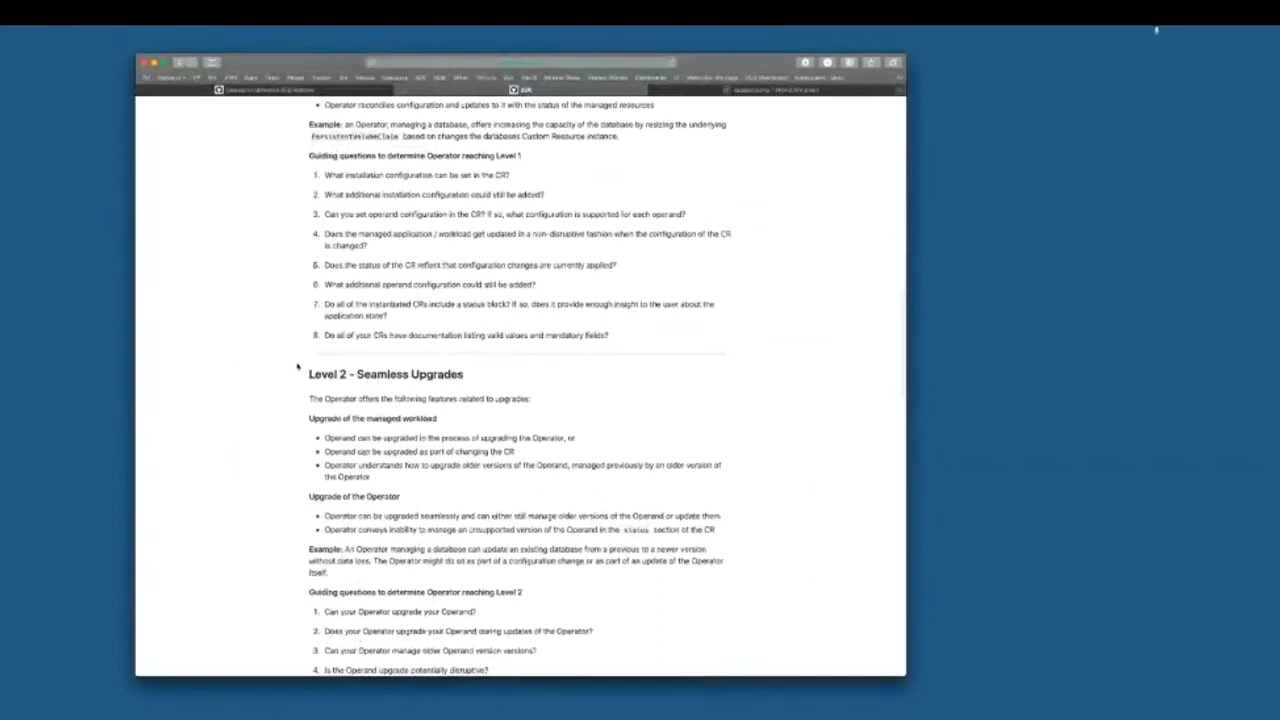 Operator reconciles configuration and updates to it with the status of the managed resources
Example: an Operator, managing a database, offers increasing the capacity of the database by resizing the underlying
PersistentVolumeClaim based on changes the databases Custom Resource instance.
Guiding questions to determine Operator reaching Level 1
1. What installation configuration can be set in the CR?
2. What additional installation configuration could still be added?
3. Can you set operand configuration in the CR? If so, what configuration is supported for each operand?
4. Does the managed application / workload get updated in a non-disruptive fashion when the configuration of the CR
is changed?
5. Does the status of the CR reflect that configuration changes are currently applied?
6. What additional operand configuration could still be added?
7. Do all of the instantiated CRs include a status block? If so, does it provide enough insight to the user about the
application state?
8. Do all of your CRs have documentation listing valid values and mandatory fields?
Level 2 - Seamless Upgrades
The Operator offers the following features related to upgrades:
Upgrade of the managed workload
Operand can be upgraded in the process of upgrading the Operator, or
Operand can be upgraded as part of changing the CR
Operator understands how to upgrade older versions of the Operand, managed previously by an older version of
the Operator
Upgrade of the Operator
Operator can be upgraded seamlessly and can either still manage older versions of the Operand or update them
Operator conveys inability to manage an unsupported version of the Operand in the status section of the CR
Example: An Operator managing a database can update an existing database from a previous to a newer version
without data loss. The Operator might do so as part of a configuration change or as part of an update of the Operator
itself.
Guiding questions to determine Operator reaching Level 2
1. Can your Operator upgrade your Operand?
2. Does your Operator upgrade your Operand during updates of the Operator?
3. Can your Operator manage older Operand version versions?
4. Is the Operand upgrade potentially disruptive?